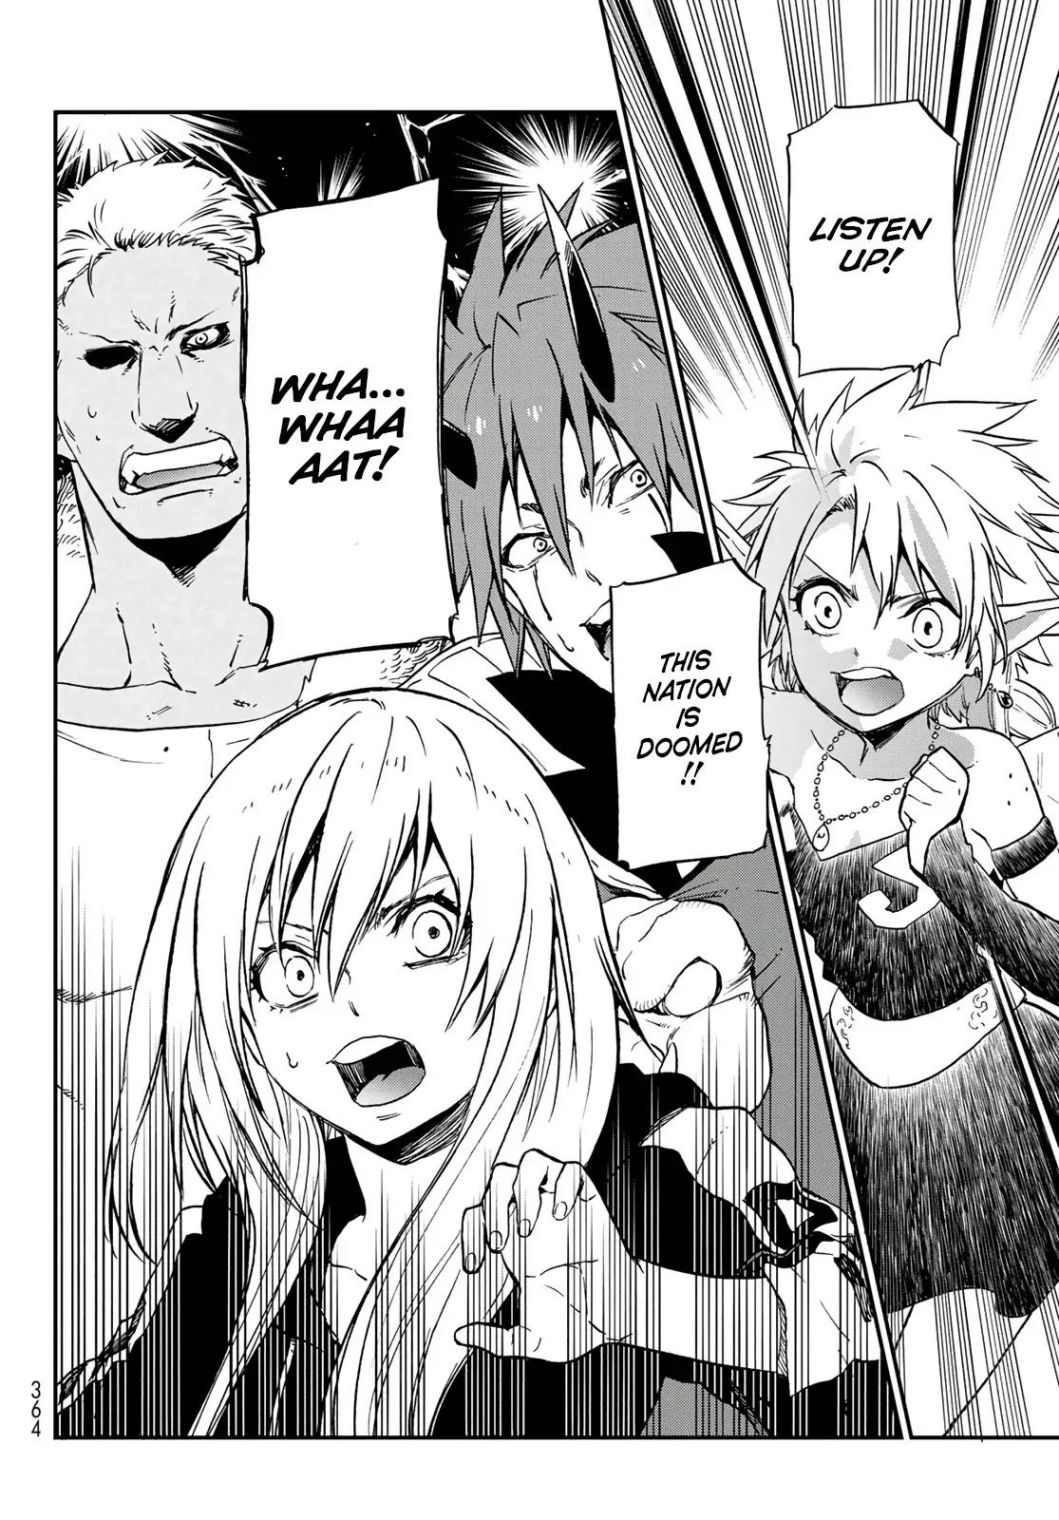 LISTEN
UP!
THIS
NATION
IS
DOOMED
!!
WHA...
WHAA
AAT!
364